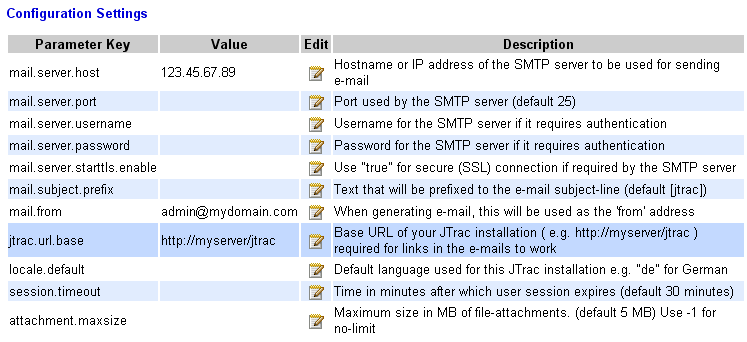 Configuration Settings
Parameter Key Value Edit Description
mail.server.host 123.45.67.89 Hostname or IP address of the SMTP server to be used for sending
e-mail
mail.server.port Port used by the SMTP server (default 25)
mail.server.username Username for the SMTP server if it requires authentication
mail.server.password Password for the SMTP server if it requires authentication
mail.server.starttls.enable Use "true" for secure (SSL) connection if required by the SMTP server
mail.subject.prefix Text that will be prefixed to the e-mail subject-line (default [jtrac])
mail.from admin@mydomain.com When generating e-mail, this will be used as the 'from' address
jtrac.url.base http://myserver/jtrac Base URL of your JTrac installation ( e.g. http://myserver/jtrac )
required for links in the e-mails to work
locale.default Default language used for this JTrac installation e.g. "de" for German
session.timeout Time in minutes after which user session expires (default 30 minutes)
attachment.maxsize Maximum size in MB of file-attachments. (default 5 MB) Use -1 for
no-limit